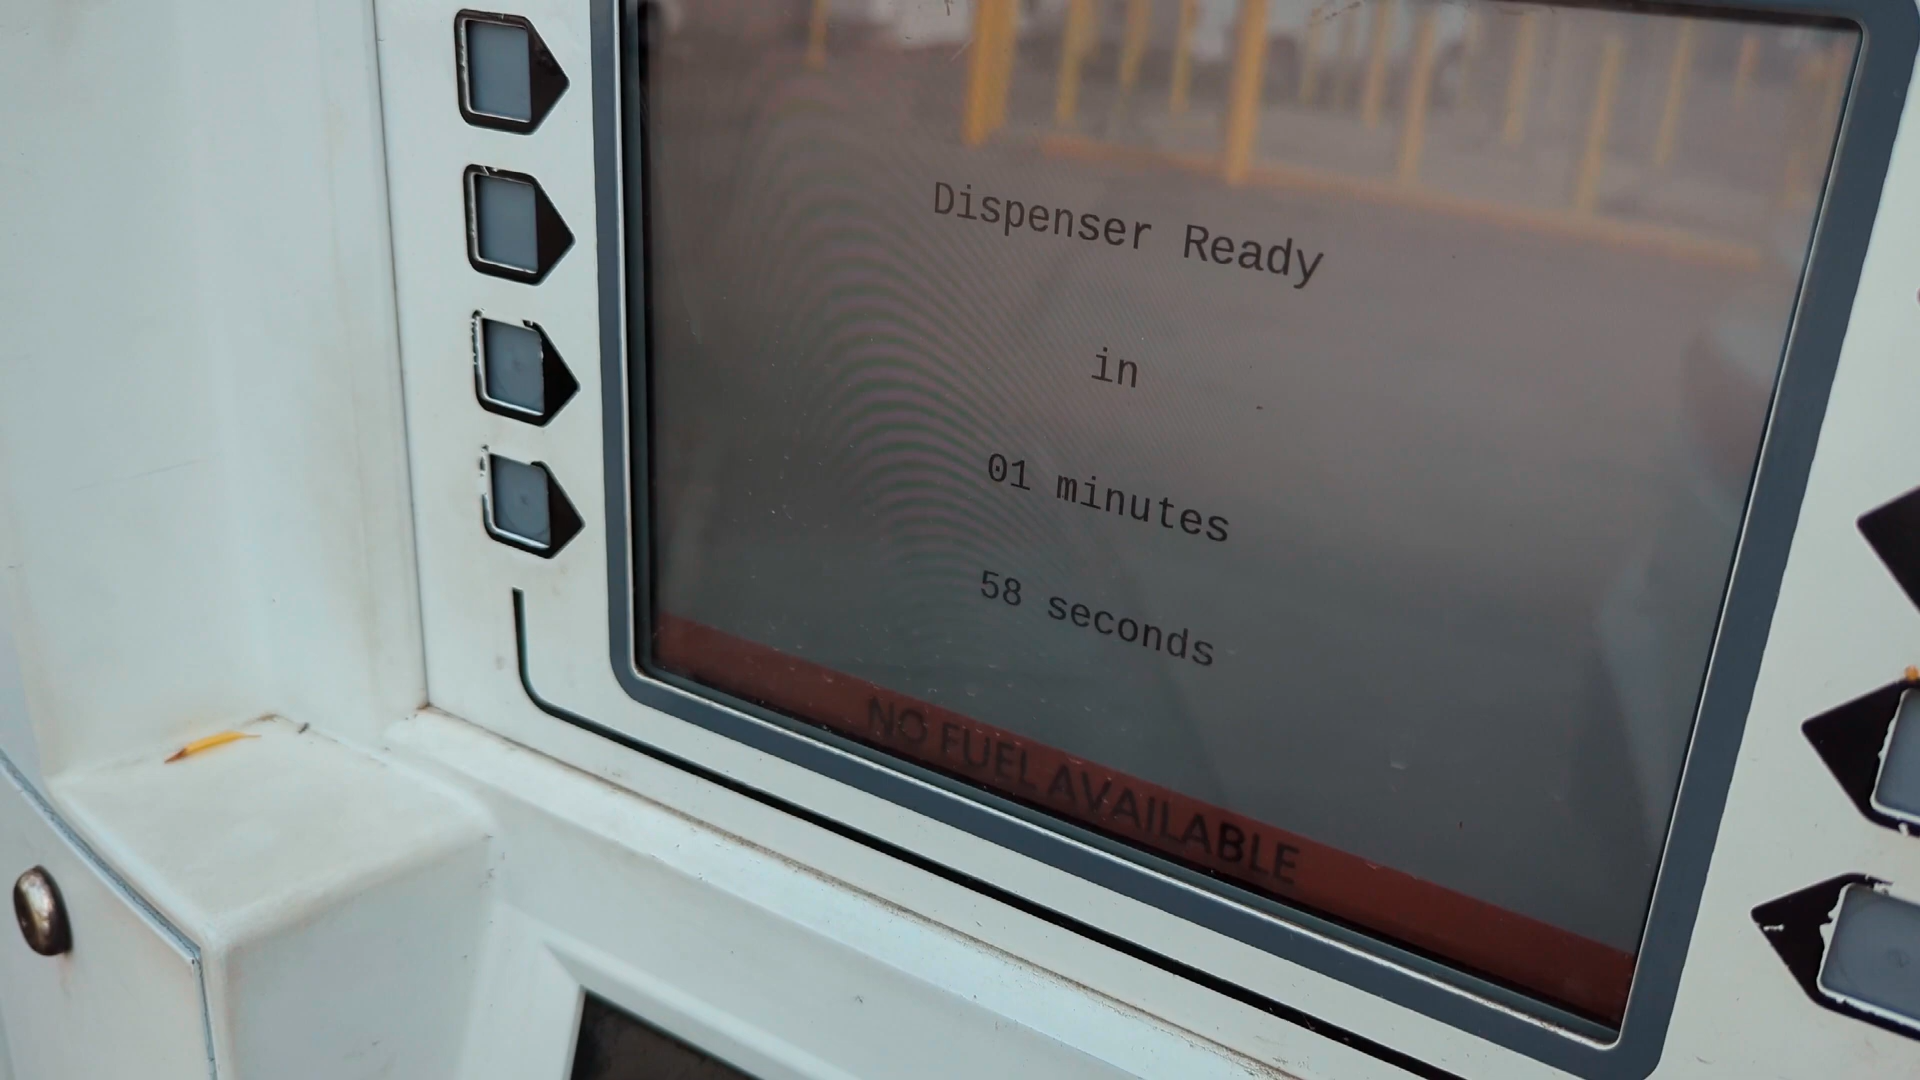 Dispenser Ready
in
01 minutes
58 seconds
NO FUEL AVAILABLE